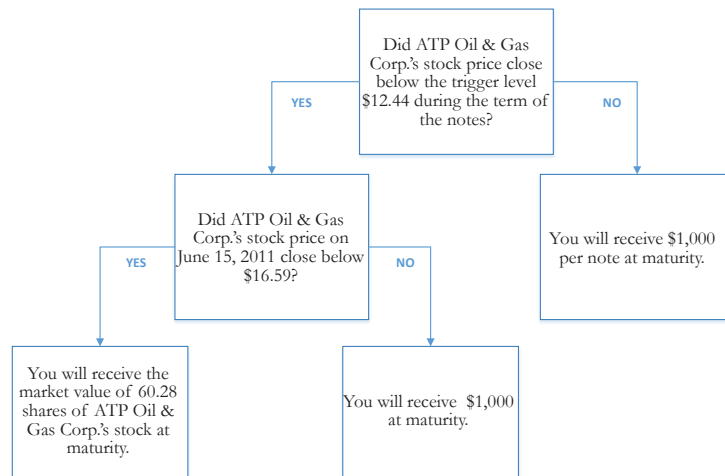 Did ATP Oil & Gas
Corp.'s stock price close
below the trigger level
$12.44 during the term of
the notes?
YES
NO
Did ATP Oil & Gas
Corp.'s stock price on
June 15, 2011 close below
$16.59?
You will receive $1,000
per note at maturity.
YES
NO
You will receive the
market value of 60.28
shares of ATP Oil &
Gas Corp.'s stock at
maturity.
You will receive $1,000
at maturity.